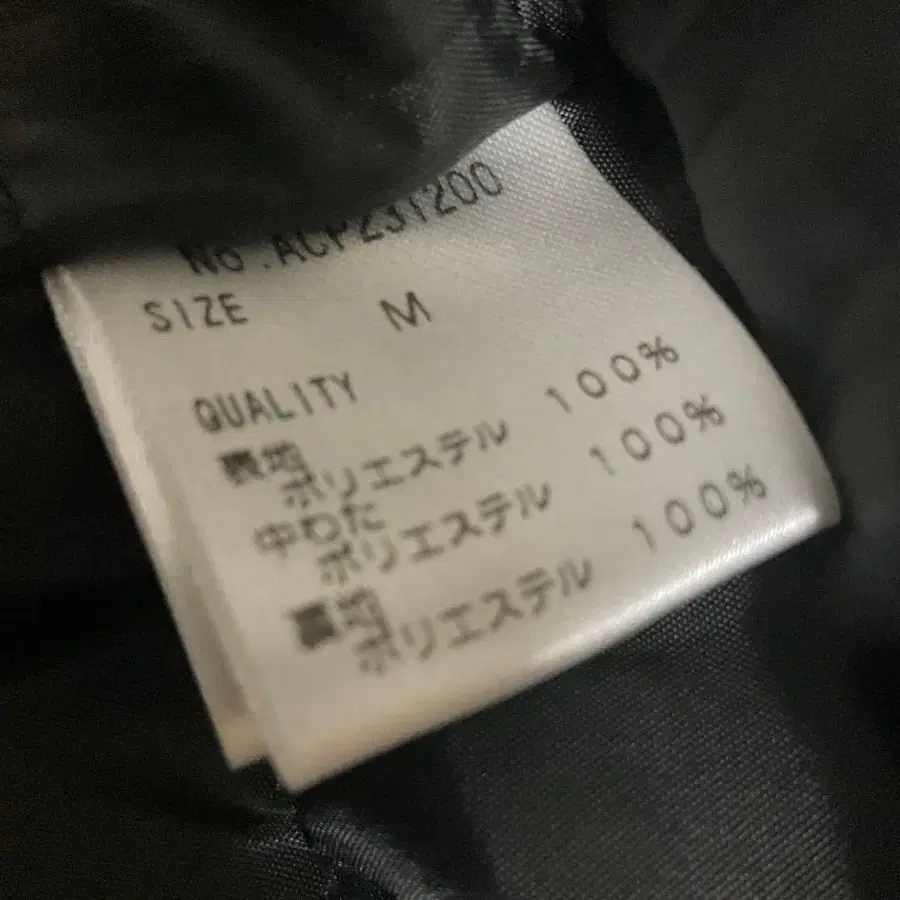 No.ACP231200
SIZE M
QUALITY
表地
ポリエステル 100%
中わた
ポリエステル 100%
裏地
ポリエステル 100%